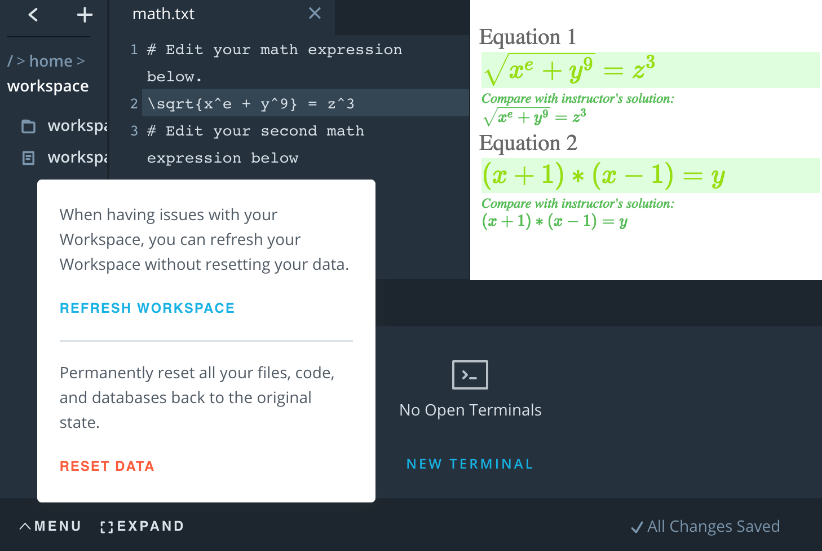 math.txt
/ > home >
workspace
workspa
workspa
1 # Edit your math expression
below.
2 \sqrt{x^e + y^9} = z^3
3 # Edit your second math
expression below
Equation 1
√(x^e + y^9) = z^3
Compare with instructor's solution:
√(x^e + y^9) = z^3
Equation 2
(x + 1) * (x − 1) = y
Compare with instructor's solution:
(x + 1) * (x − 1) = y
When having issues with your
Workspace, you can refresh your
Workspace without resetting your data.
REFRESH WORKSPACE
Permanently reset all your files, code,
and databases back to the original
state.
RESET DATA
No Open Terminals
NEW TERMINAL
MENU
EXPAND
All Changes Saved